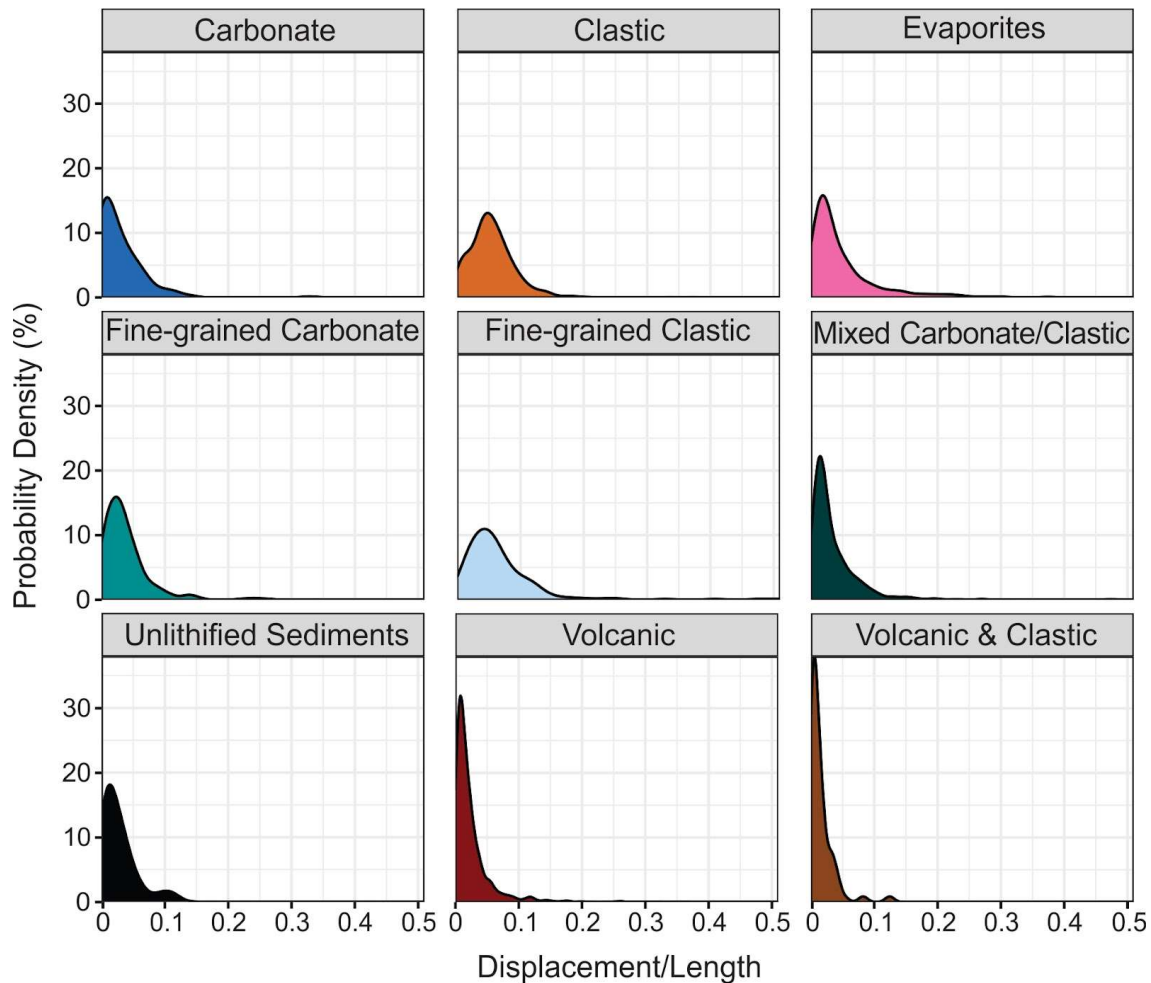 Carbonate
Clastic
Evaporites
30
20
10
0
Fine-grained Carbonate
Fine-grained Clastic
Mixed Carbonate/Clastic
30
20
10
0
Probability Density (%)
Unlithified Sediments
Volcanic
Volcanic & Clastic
30
20
10
0
0 0.1 0.2 0.3 0.4 0.5
0 0.1 0.2 0.3 0.4 0.5
0 0.1 0.2 0.3 0.4 0.5
Displacement/Length